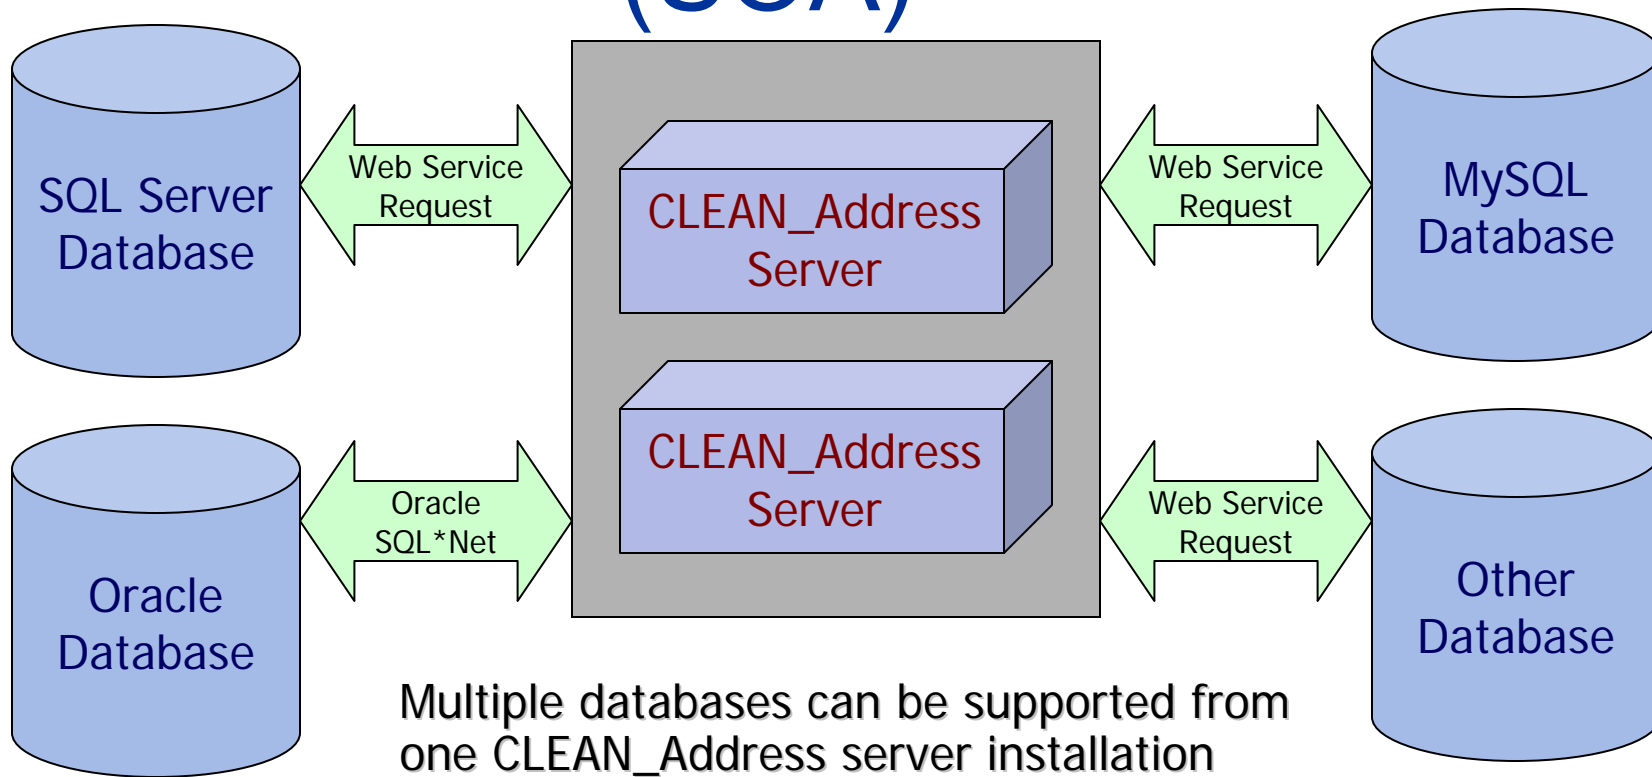 (SOA)
SQL Server
Database
Web Service
Request
CLEAN_Address
Server
Web Service
Request
MySQL
Database
Oracle
Database
Oracle
SQL*Net
CLEAN_Address
Server
Web Service
Request
Other
Database
Multiple databases can be supported from
one CLEAN_Address server installation